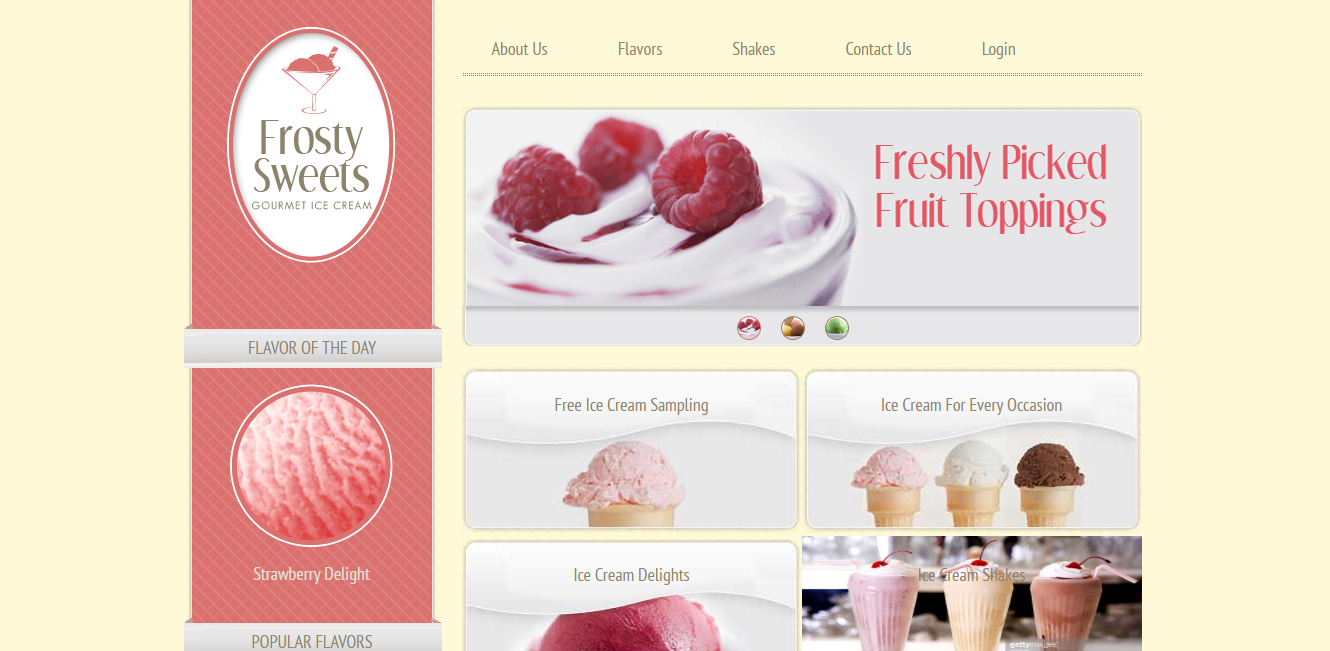 About Us
Flavors
Shakes
Contact Us
Login
Frosty
Sweets
GOURMET ICE CREAM
Freshly Picked
Fruit Toppings
FLAVOR OF THE DAY
Strawberry Delight
POPULAR FLAVORS
Free Ice Cream Sampling
Ice Cream For Every Occasion
Ice Cream Delights
Ice Cream Shakes
gettyimages